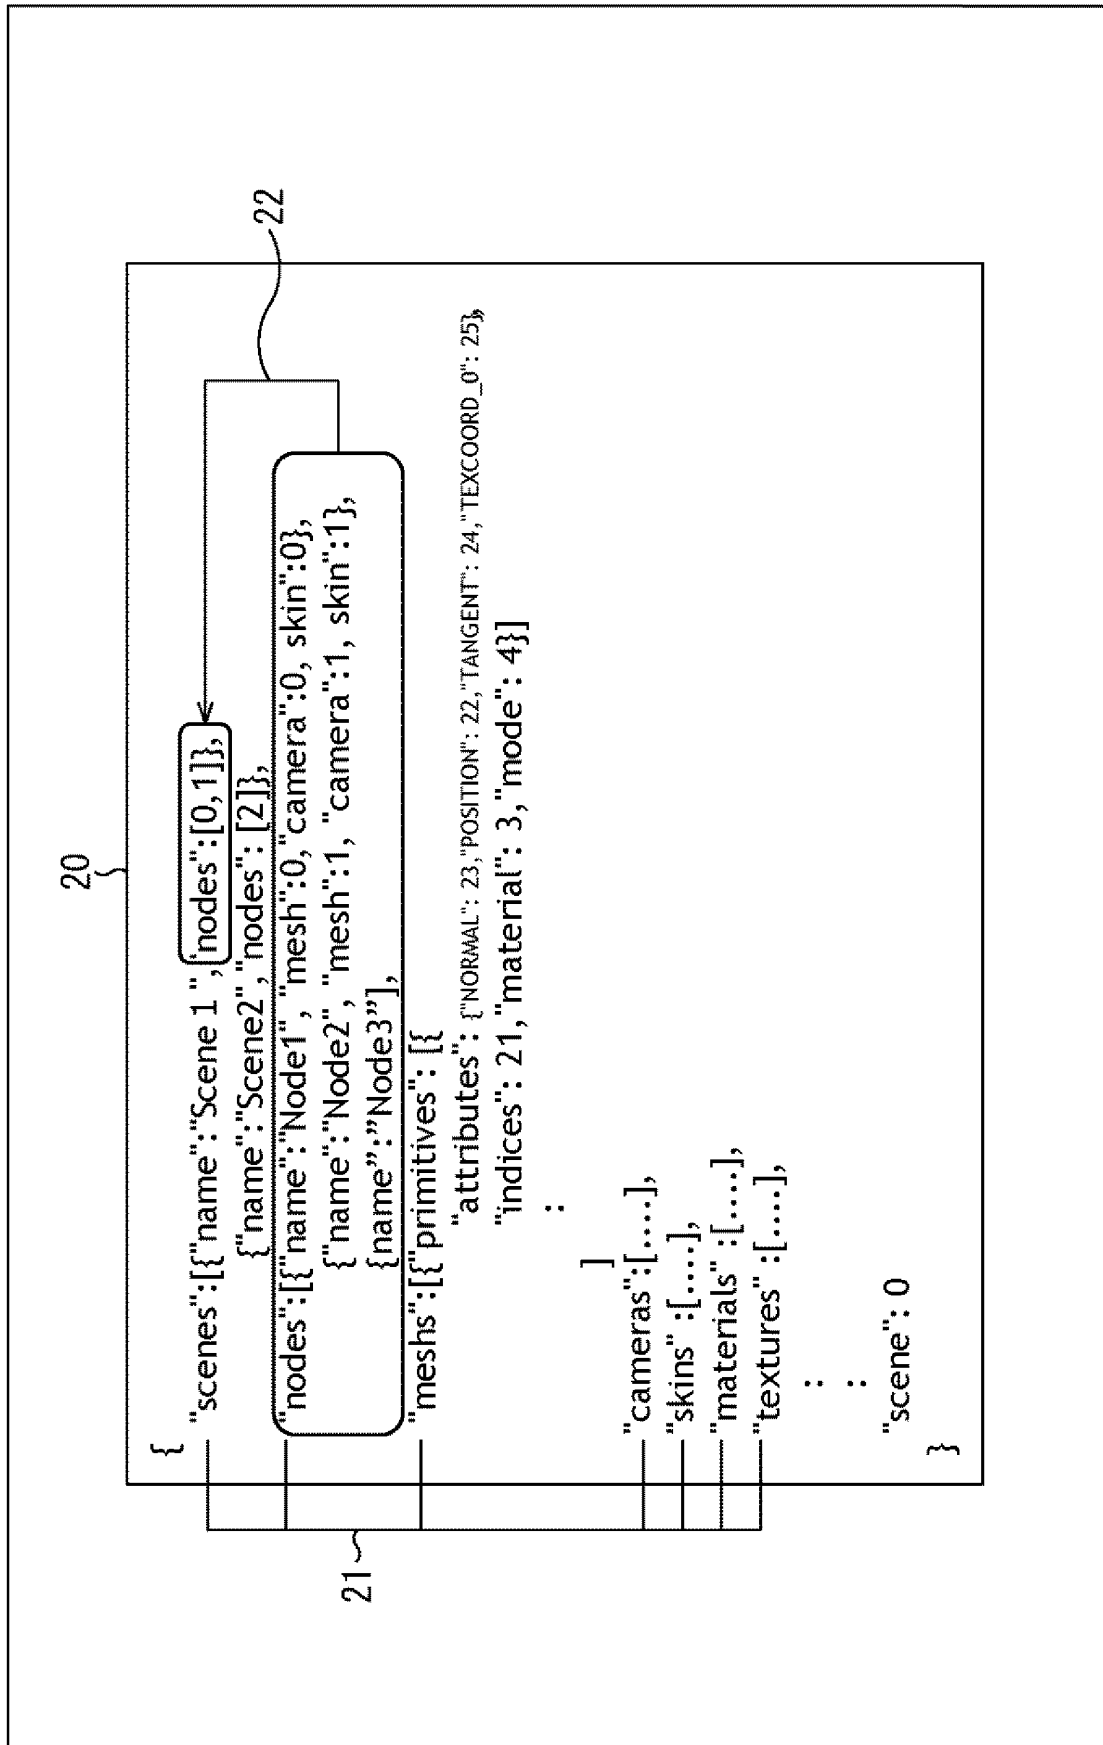 20
22
21
{
"scenes":[{"name":"Scene1","nodes":[0,1]},
{"name":"Scene2","nodes": [2]},
"nodes":[{"name":"Node1", "mesh":0,"camera":0, skin":0},
{"name":"Node2", "mesh":1, "camera":1, skin":1},
{name”:”Node3”],
"meshs":[{"primitives": [{
"attributes": {"NORMAL": 23,"POSITION": 22,"TANGENT": 24,"TEXCOORD_0": 25},
"indices": 21,"material": 3,"mode": 4}]
:
]
"cameras":[....],
"skins" :[....],
"materials" :[....],
"textures" :[....],
:
:
"scene": 0
}